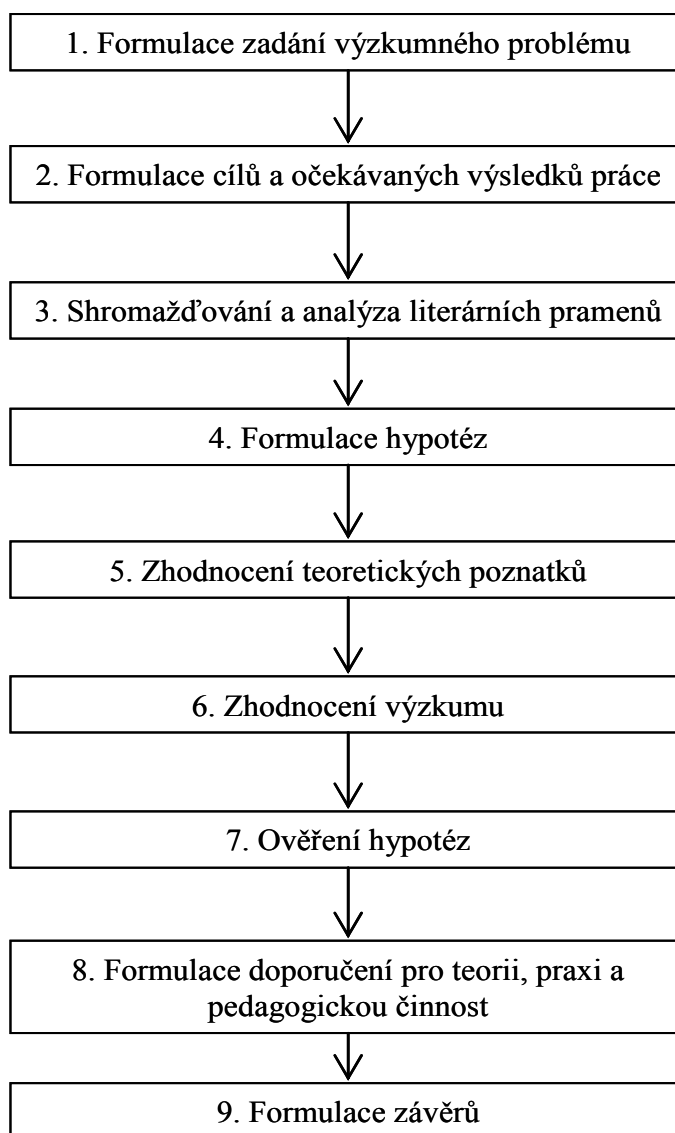 1. Formulace zadání výzkumného problému
2. Formulace cílů a očekávaných výsledků práce
3. Shromažďování a analýza literárních pramenů
4. Formulace hypotéz
5. Zhodnocení teoretických poznatků
6. Zhodnocení výzkumu
7. Ověření hypotéz
8. Formulace doporučení pro teorii, praxi a
pedagogickou činnost
9. Formulace závěrů